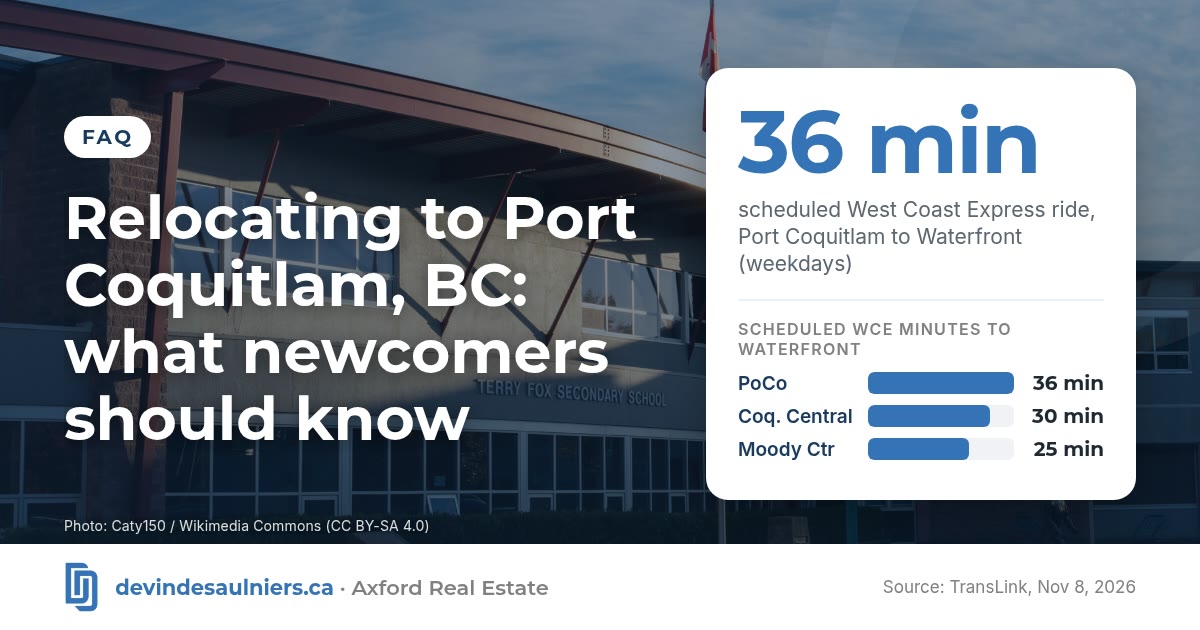 FAQ
Relocating to Port
Coquitlam, BC:
what newcomers
should know
TERRY FOX SECONDARY SCHOOL
Photo: Caty150 / Wikimedia Commons (CC BY-SA 4.0)
36 min
scheduled West Coast Express ride,
Port Coquitlam to Waterfront
(weekdays)
SCHEDULED WCE MINUTES TO
WATERFRONT
PoCo 36 min
Coq. Central 30 min
Moody Ctr 25 min
devindesaulniers.ca · Axford Real Estate
Source: TransLink, Nov 8, 2026